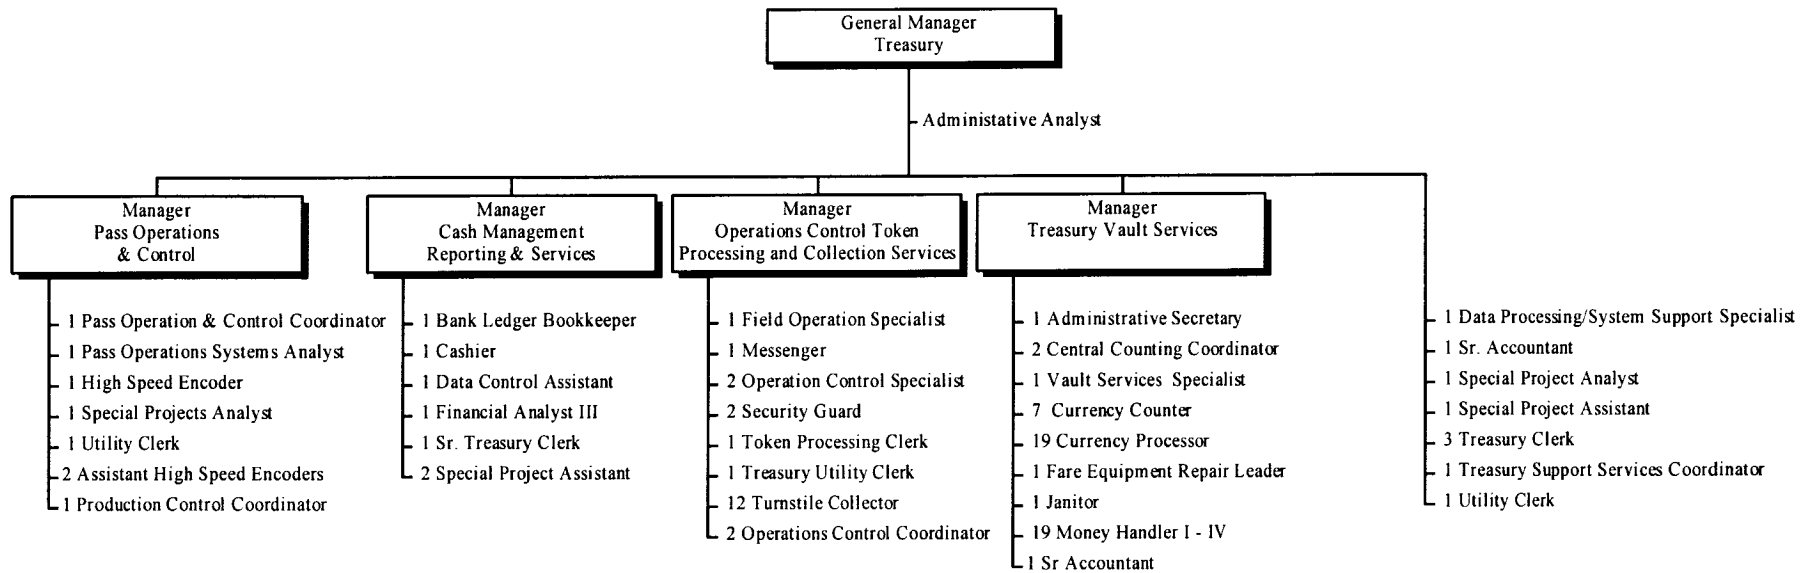 General Manager
Treasury
Administative Analyst
Manager
Pass Operations
& Control
1 Pass Operation & Control Coordinator
1 Pass Operations Systems Analyst
1 High Speed Encoder
1 Special Projects Analyst
1 Utility Clerk
2 Assistant High Speed Encoders
1 Production Control Coordinator
Manager
Cash Management
Reporting & Services
1 Bank Ledger Bookkeeper
1 Cashier
1 Data Control Assistant
1 Financial Analyst III
1 Sr. Treasury Clerk
2 Special Project Assistant
Manager
Operations Control Token
Processing and Collection Services
1 Field Operation Specialist
1 Messenger
2 Operation Control Specialist
2 Security Guard
1 Token Processing Clerk
1 Treasury Utility Clerk
12 Turnstile Collector
2 Operations Control Coordinator
Manager
Treasury Vault Services
1 Administrative Secretary
2 Central Counting Coordinator
1 Vault Services Specialist
7 Currency Counter
19 Currency Processor
1 Fare Equipment Repair Leader
1 Janitor
19 Money Handler I - IV
1 Sr Accountant
1 Data Processing/System Support Specialist
1 Sr. Accountant
1 Special Project Analyst
1 Special Project Assistant
3 Treasury Clerk
1 Treasury Support Services Coordinator
1 Utility Clerk